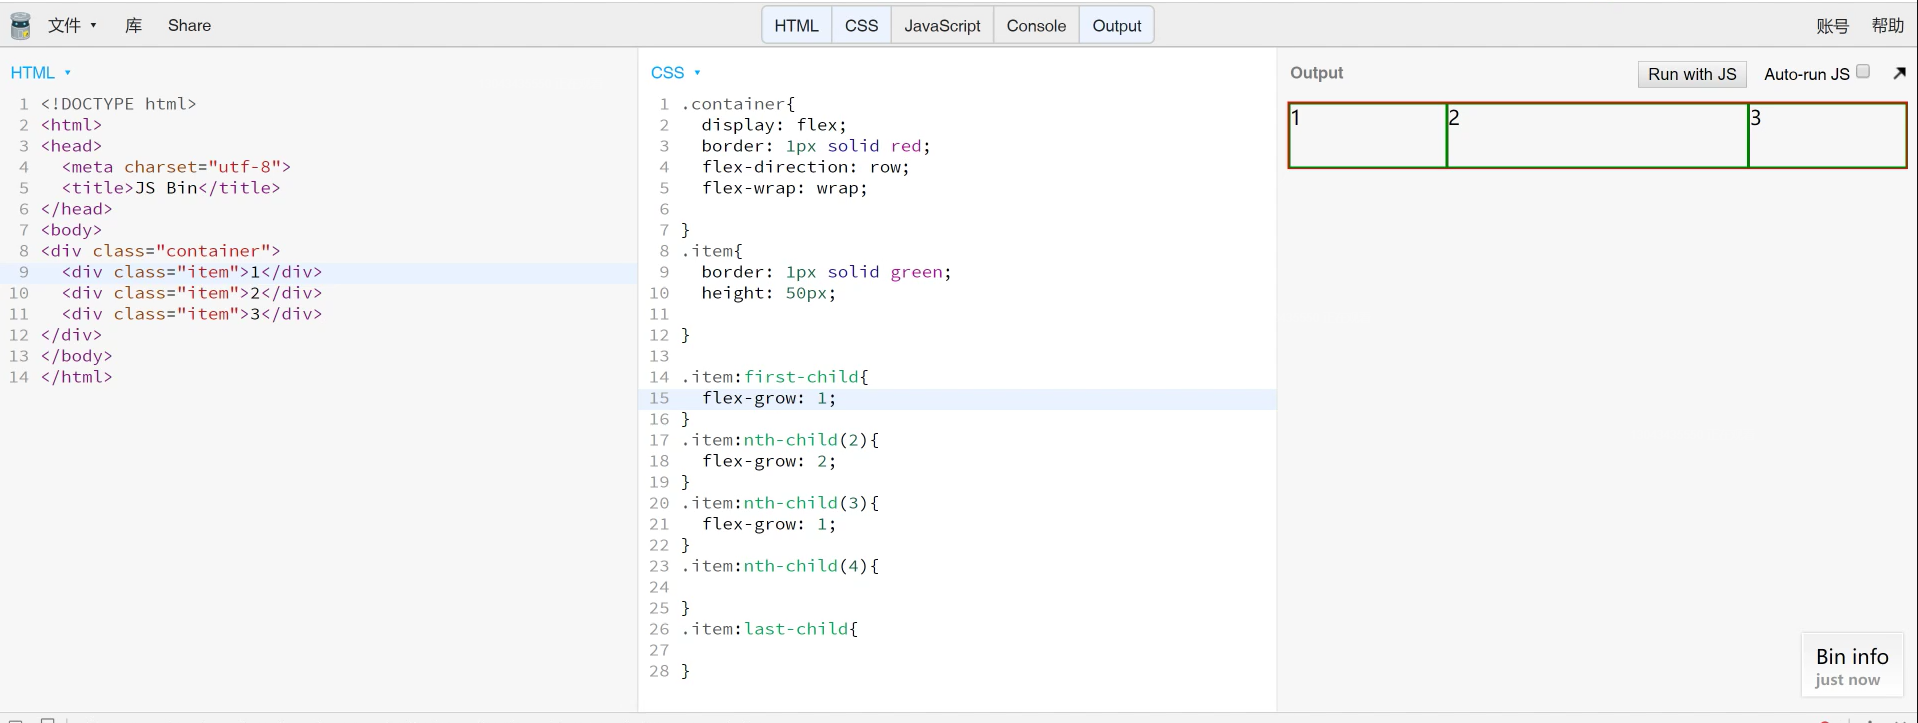 文件 ▾ 库 Share HTML CSS JavaScript Console Output 账号 帮助
HTML ▾
1 <!DOCTYPE html>
2 <html>
3 <head>
4   <meta charset="utf-8">
5   <title>JS Bin</title>
6 </head>
7 <body>
8 <div class="container">
9   <div class="item">1</div>
10   <div class="item">2</div>
11   <div class="item">3</div>
12 </div>
13 </body>
14 </html>
CSS ▾
1 .container{
2   display: flex;
3   border: 1px solid red;
4   flex-direction: row;
5   flex-wrap: wrap;
6
7 }
8 .item{
9   border: 1px solid green;
10   height: 50px;
11
12 }
13
14 .item:first-child{
15   flex-grow: 1;
16 }
17 .item:nth-child(2){
18   flex-grow: 2;
19 }
20 .item:nth-child(3){
21   flex-grow: 1;
22 }
23 .item:nth-child(4){
24
25 }
26 .item:last-child{
27
28 }
Output Run with JS Auto-run JS
1 2 3
Bin info
just now